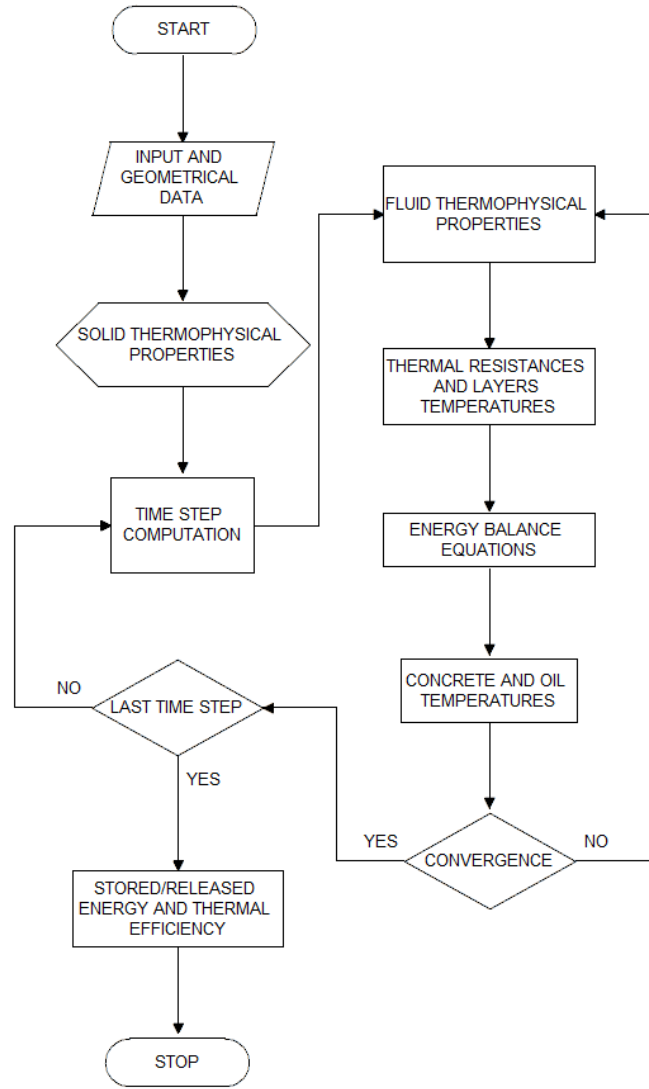 START
INPUT AND
GEOMETRICAL
DATA
SOLID THERMOPHYSICAL
PROPERTIES
TIME STEP
COMPUTATION
FLUID THERMOPHYSICAL
PROPERTIES
THERMAL RESISTANCES
AND LAYERS
TEMPERATURES
ENERGY BALANCE
EQUATIONS
CONCRETE AND OIL
TEMPERATURES
CONVERGENCE
YES
NO
LAST TIME STEP
NO
YES
STORED/RELEASED
ENERGY AND THERMAL
EFFICIENCY
STOP